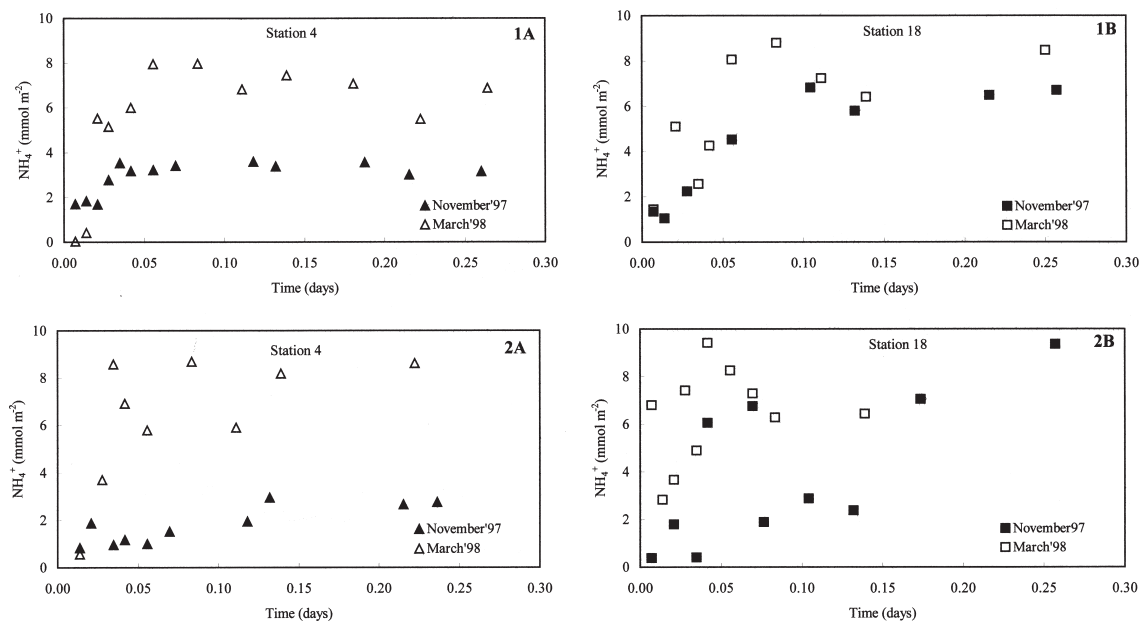 10
8
6
4
2
0
NH4+ (mmol m-2)
Station 4
1A
November'97
March'98
0.00 0.05 0.10 0.15 0.20 0.25 0.30
Time (days)
10
8
6
4
2
0
NH4+ (mmol m-2)
Station 18
1B
November'97
March'98
0.00 0.05 0.10 0.15 0.20 0.25 0.30
Time (days)
10
8
6
4
2
0
NH4+ (mmol m-2)
Station 4
2A
November'97
March'98
0.00 0.05 0.10 0.15 0.20 0.25 0.30
Time (days)
10
8
6
4
2
0
NH4+ (mmol m-2)
Station 18
2B
November97
March'98
0.00 0.05 0.10 0.15 0.20 0.25 0.30
Time (days)